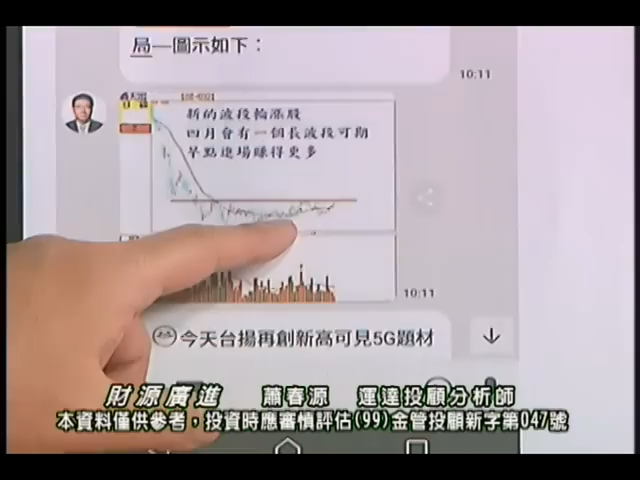 局—圖示如下：
10:11
新的波段輪漲股
四月會有一個長波段可期
早點進場賺得更多
10:11
今天台揚再創新高可見5G題材
財源廣進 蕭春源 運達投顧分析師
本資料僅供參考，投資時應審慎評估(99)金管投顧新字第047號